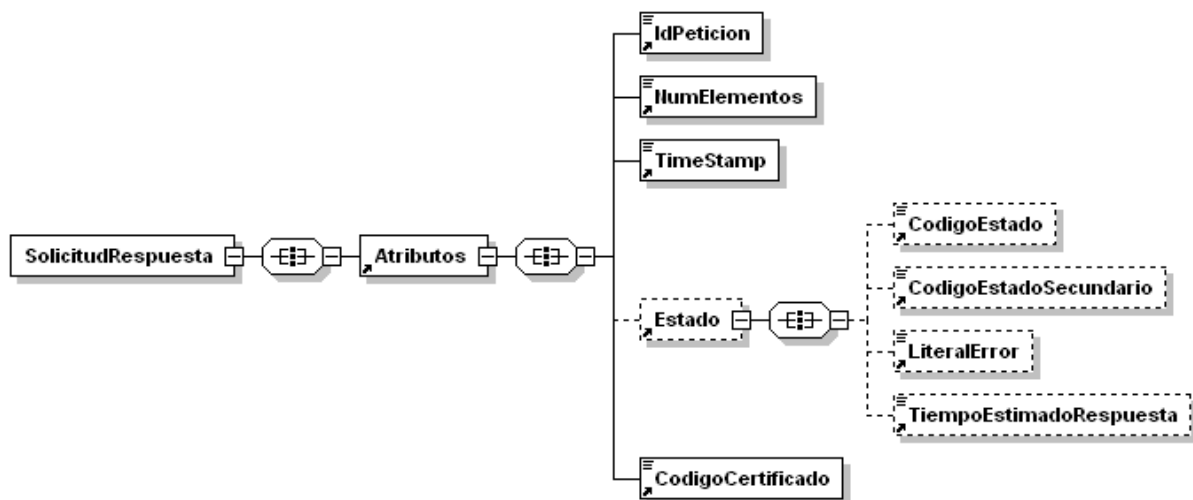 IdPeticion
NumElementos
TimeStamp
CodigoEstado
SolicitudRespuesta
Atributos
CodigoEstadoSecundario
Estado
LiteralError
TiempoEstimadoRespuesta
CodigoCertificado